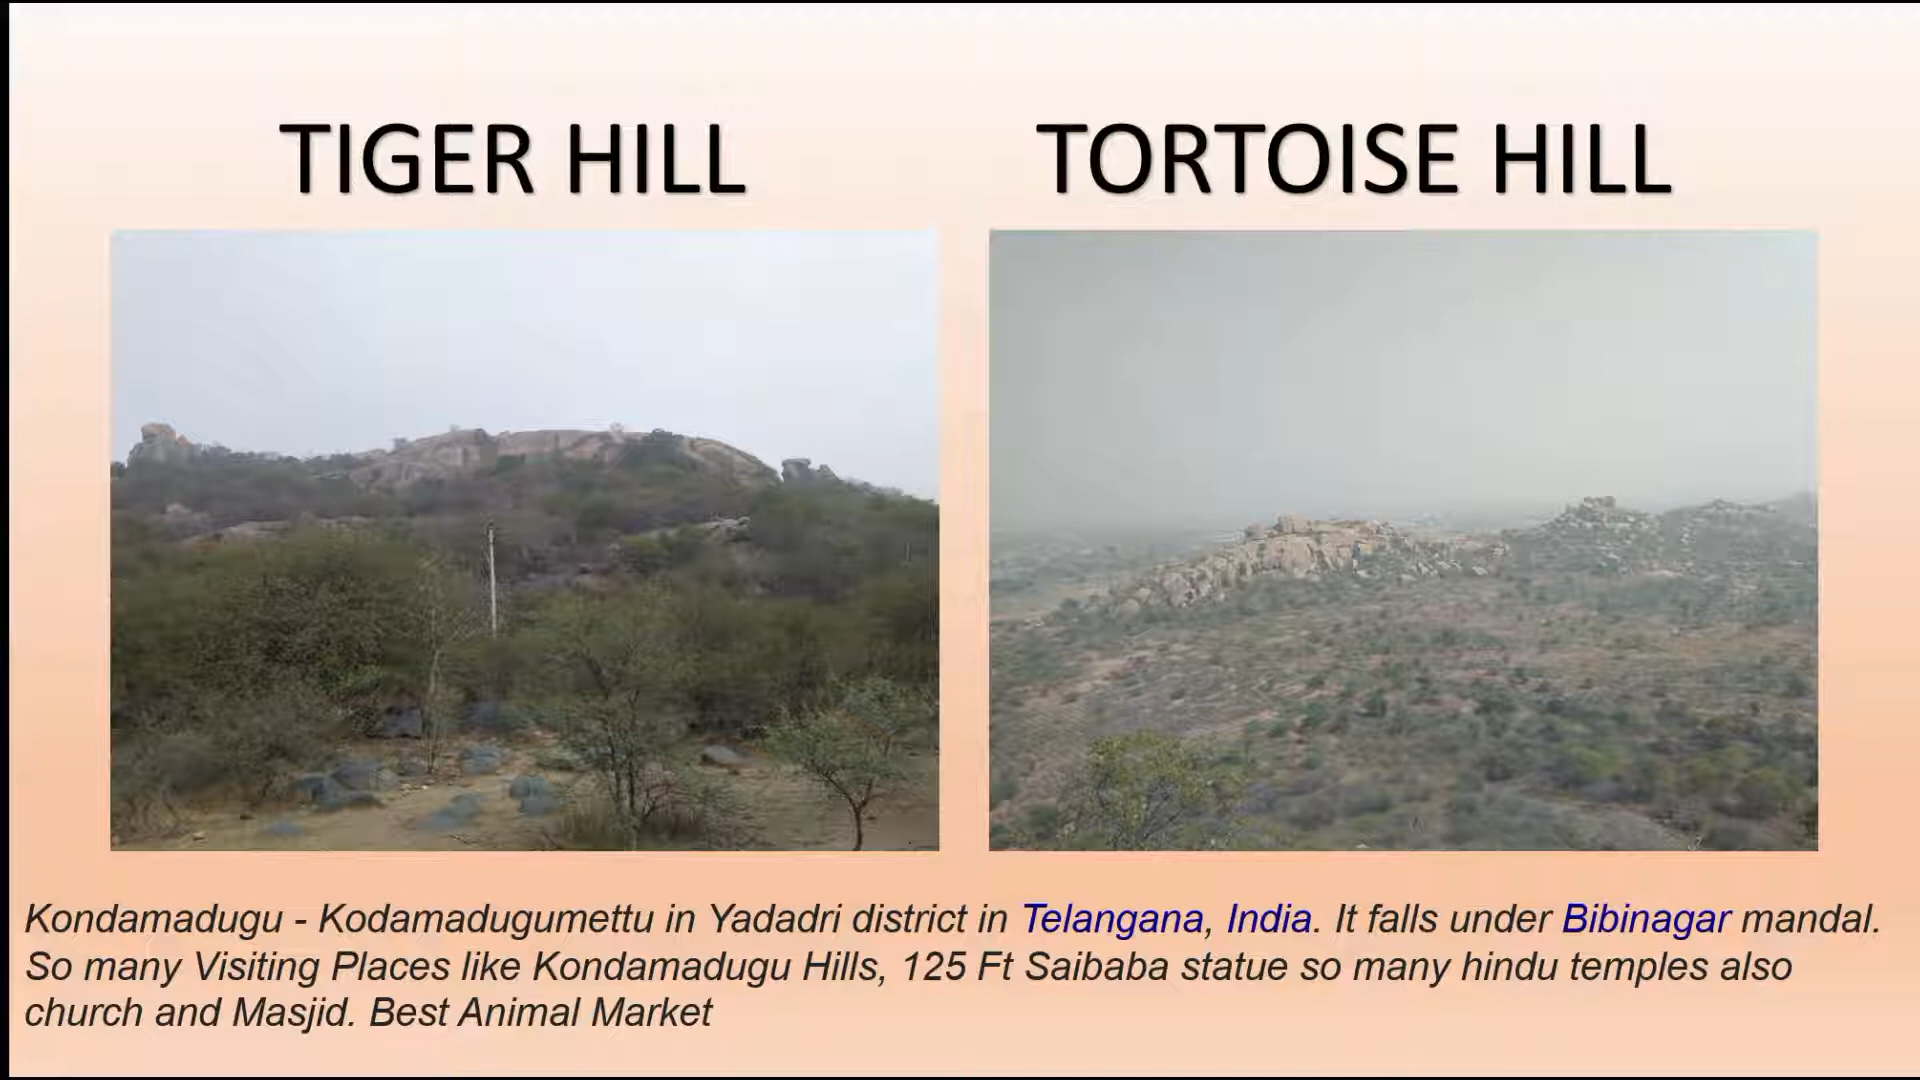 TIGER HILL
TORTOISE HILL
Kondamadugu - Kodamadugumettu in Yadadri district in Telangana, India. It falls under Bibinagar mandal.
So many Visiting Places like Kondamadugu Hills, 125 Ft Saibaba statue so many hindu temples also
church and Masjid. Best Animal Market